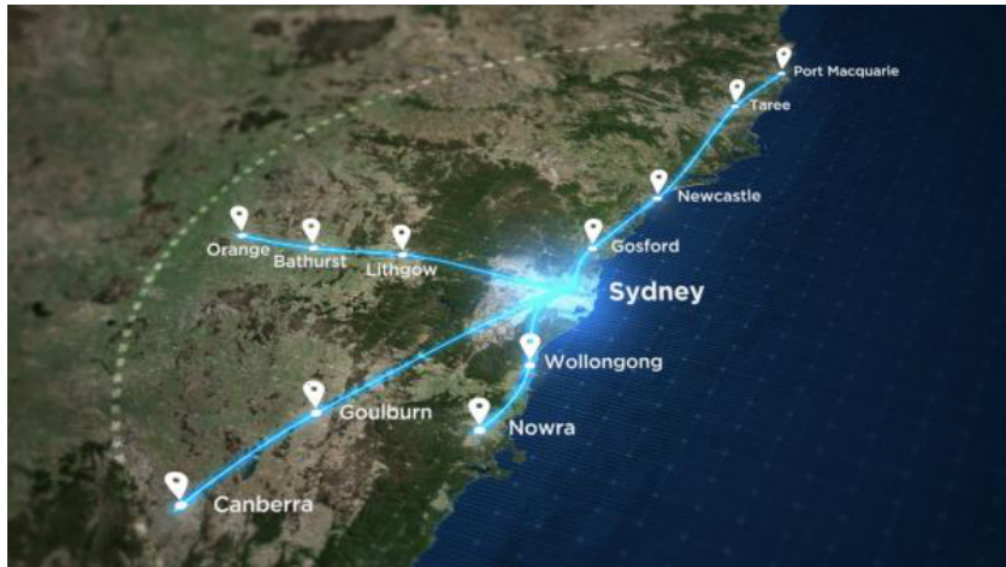 Port Macquarie
Taree
Newcastle
Gosford
Orange
Bathurst
Lithgow
Sydney
Wollongong
Goulburn
Nowra
Canberra